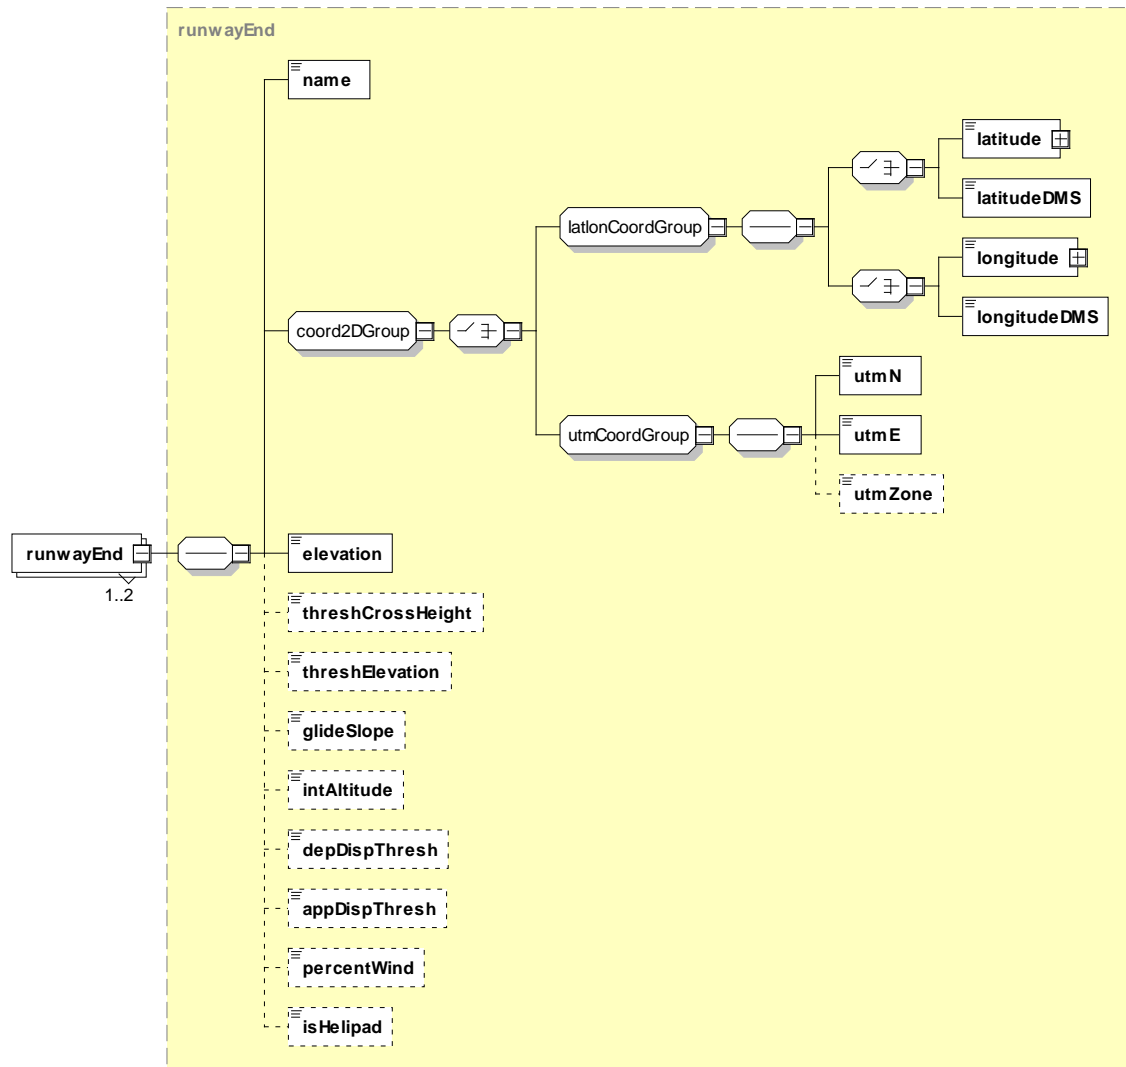 runwayEnd
name
latitude
latitudeDMS
latlonCoordGroup
longitude
longitudeDMS
coord2DGroup
utmN
utmCoordGroup
utmE
utmZone
runwayEnd
1..2
elevation
threshCrossHeight
threshElevation
glideSlope
intAltitude
depDispThresh
appDispThresh
percentWind
isHelipad